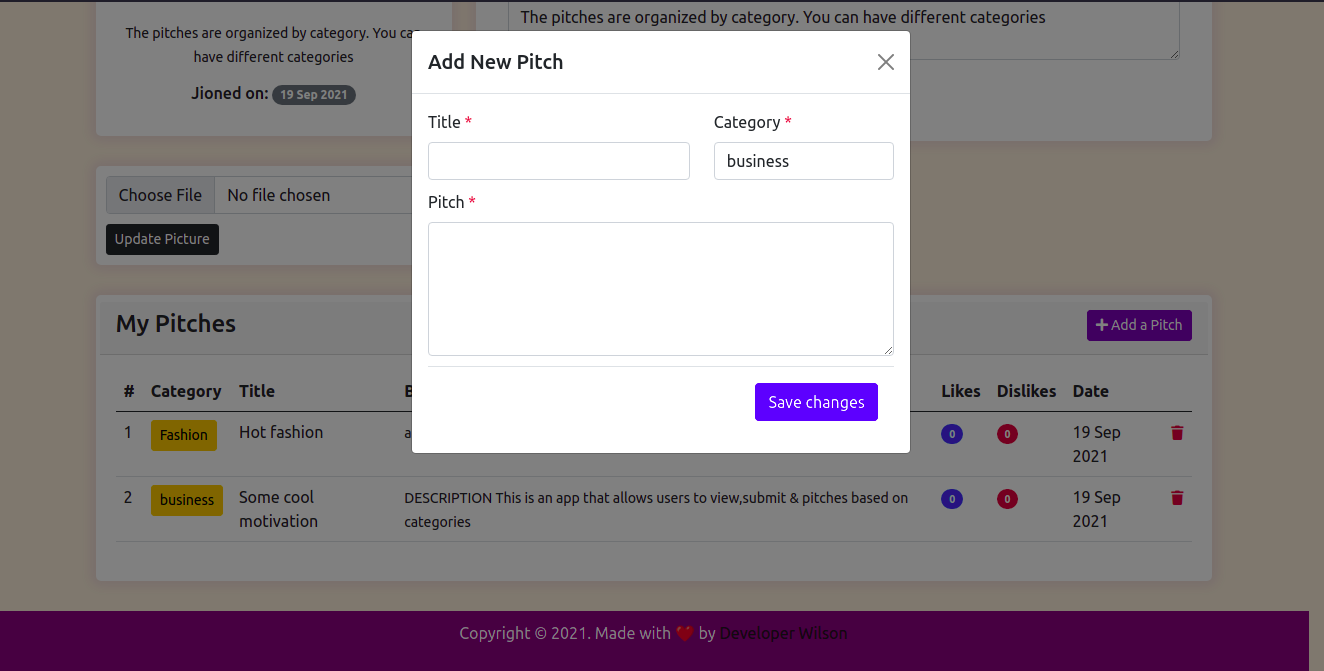 The pitches are organized by category. You can have different categories
The pitches are organized by category. You ca
have different categories
Jioned on: 19 Sep 2021
Add New Pitch
Title *
Category *
business
Pitch *
Save changes
Choose File No file chosen
Update Picture
My Pitches
+ Add a Pitch
# Category Title Likes Dislikes Date
1 Fashion Hot fashion 0 0 19 Sep
2021
2 business Some cool
motivation
DESCRIPTION This is an app that allows users to view,submit & pitches based on
categories
0 0 19 Sep
2021
Copyright © 2021. Made with ❤️ by Developer Wilson